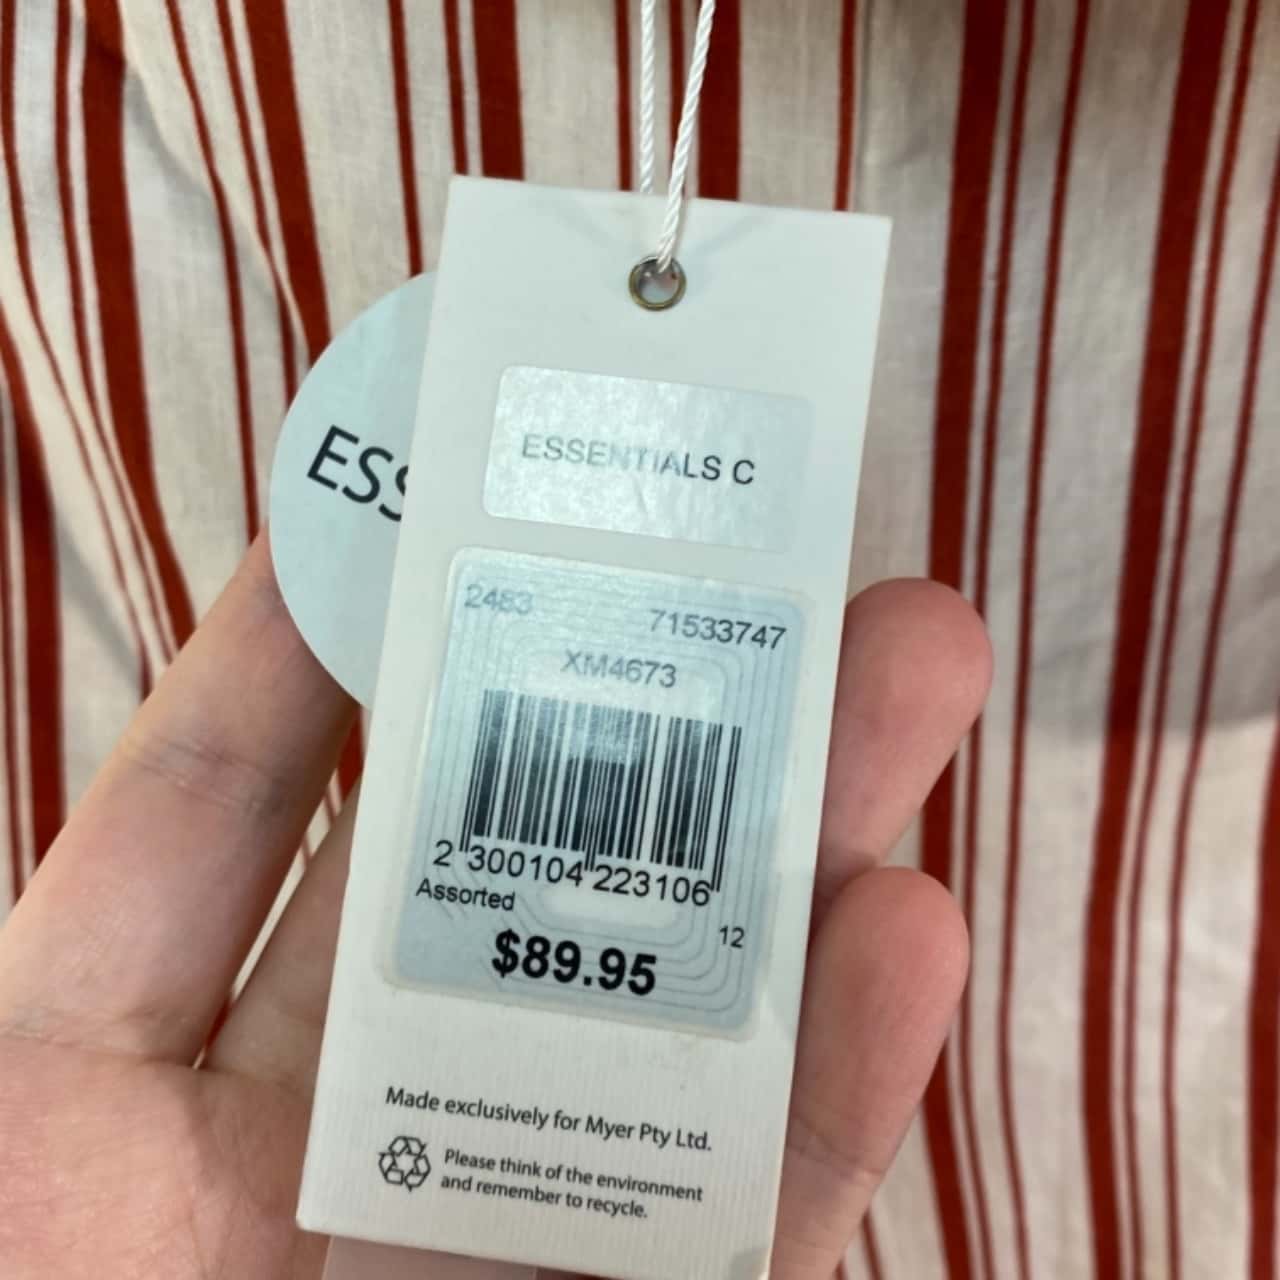 ESS
ESSENTIALS C
2483 71533747
XM4673
2 300104 223106
Assorted
12
$89.95
Made exclusively for Myer Pty Ltd.
Please think of the environment
and remember to recycle.